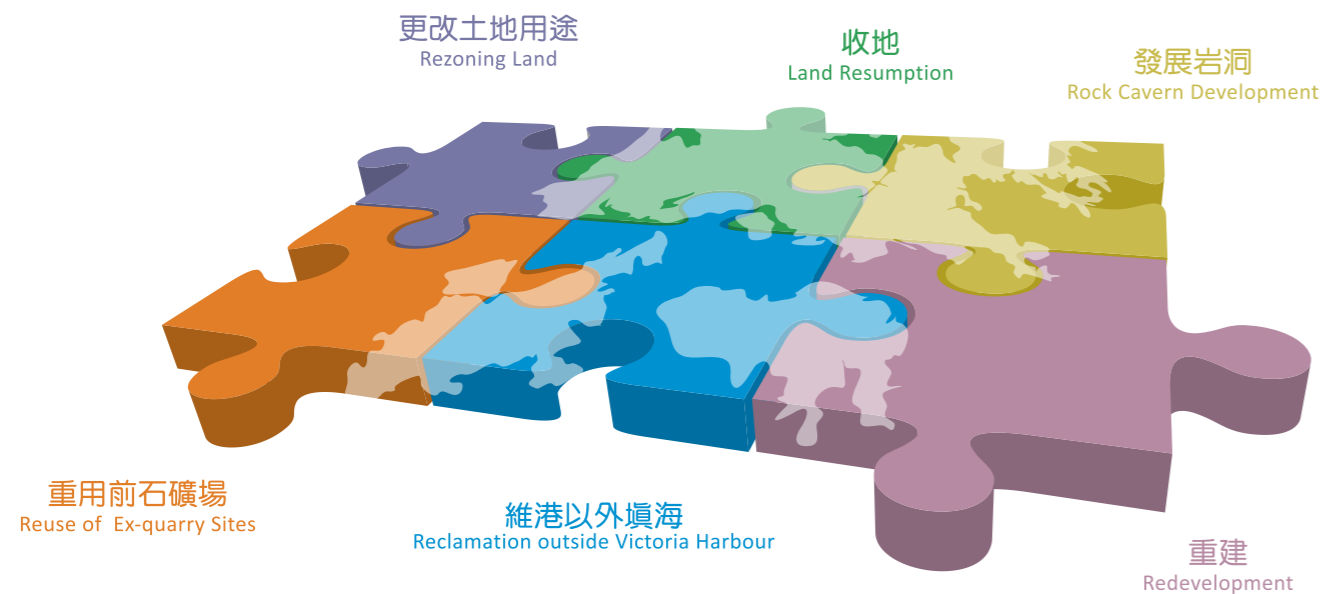 更改土地用途
Rezoning Land
收地
Land Resumption
發展岩洞
Rock Cavern Development
重用前石礦場
Reuse of Ex-quarry Sites
維港以外填海
Reclamation outside Victoria Harbour
重建
Redevelopment